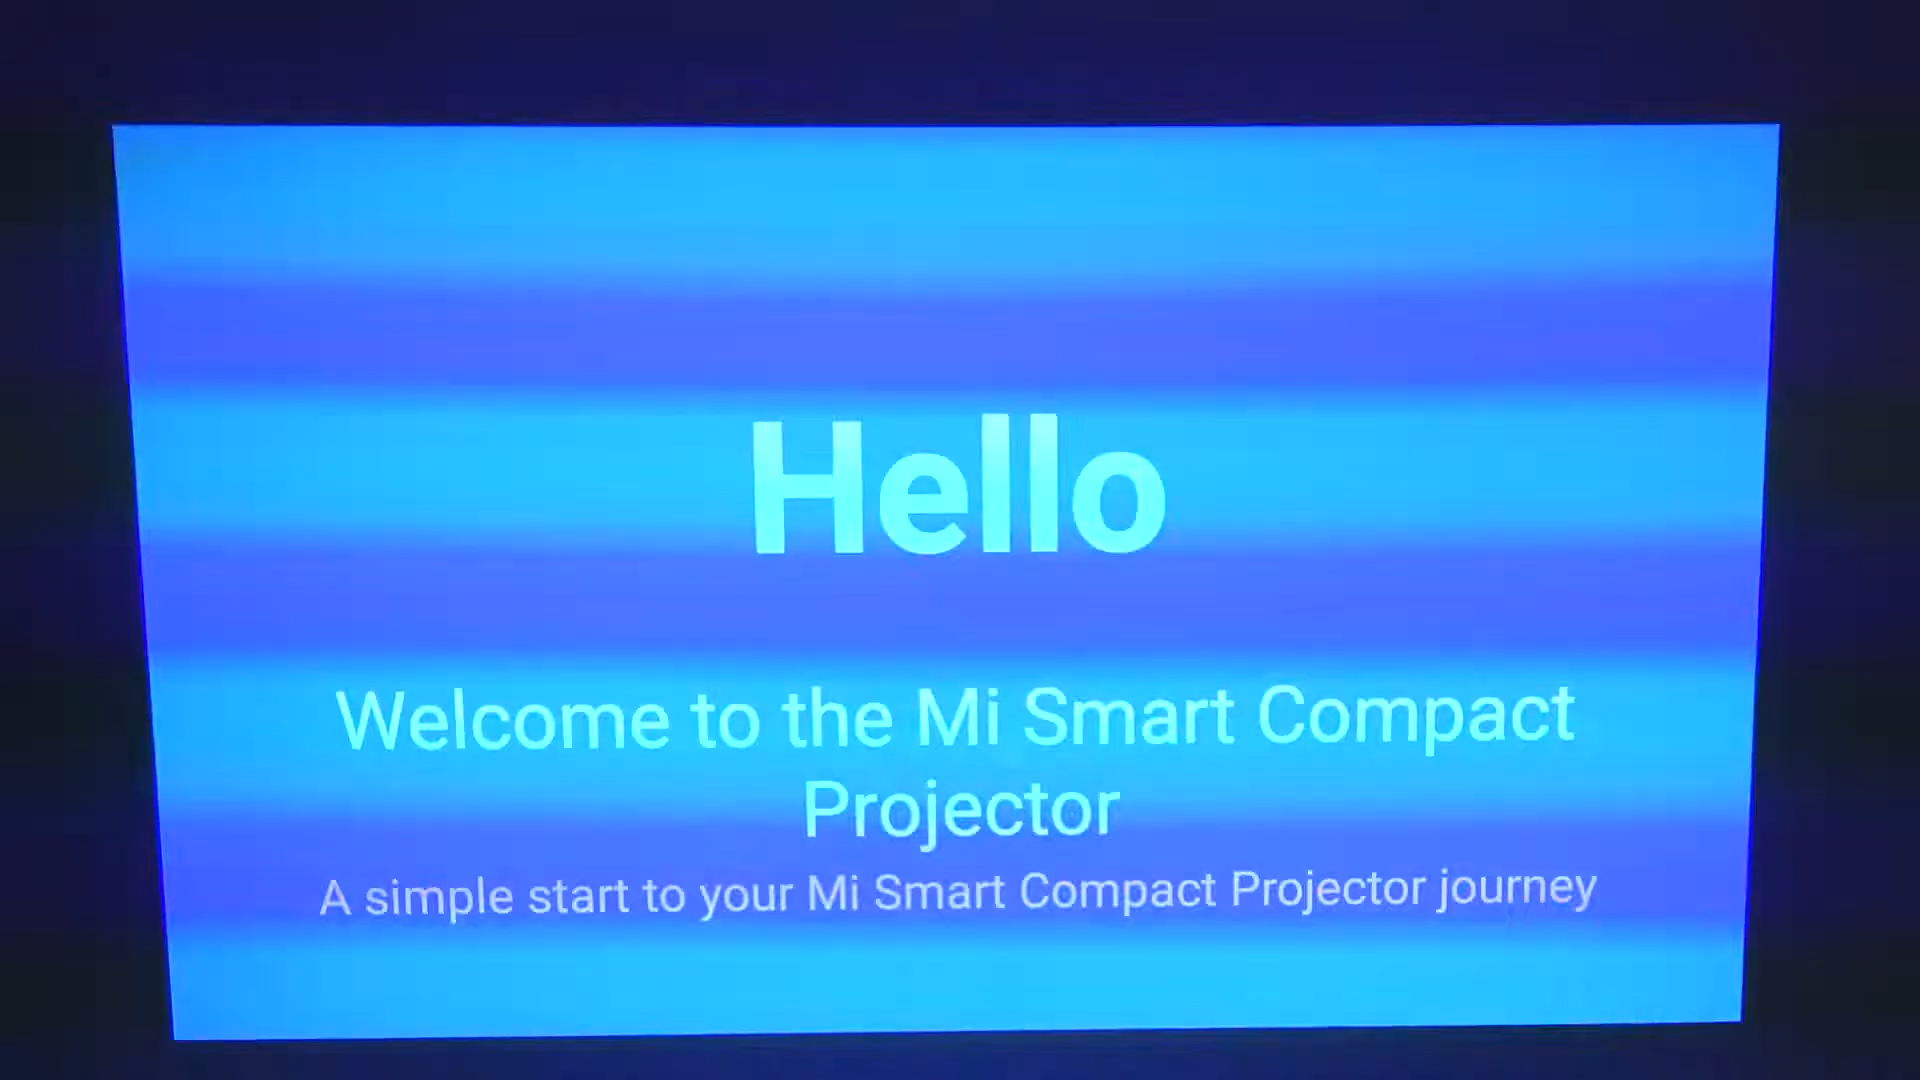 Hello
Welcome to the Mi Smart Compact
Projector
A simple start to your Mi Smart Compact Projector journey